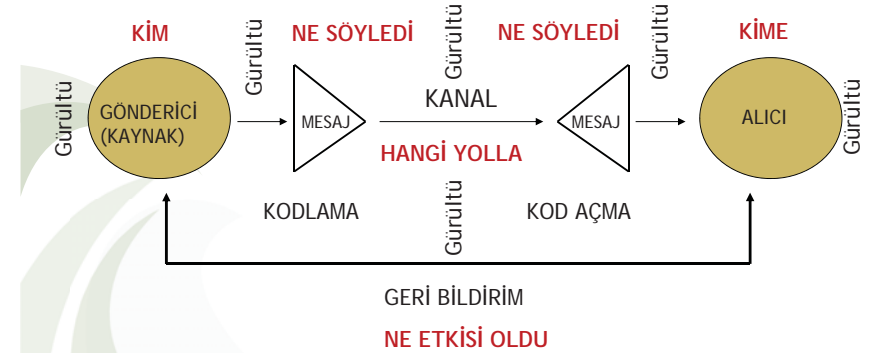 KİM
NE SÖYLEDİ
NE SÖYLEDİ
KİME
Gürültü
Gürültü
Gürültü
Gürültü
Gürültü
GÖNDERİCİ
(KAYNAK)
MESAJ
KANAL
MESAJ
ALICI
HANGİ YOLLA
KODLAMA
Gürültü
KOD AÇMA
GERİ BİLDİRİM
NE ETKİSİ OLDU